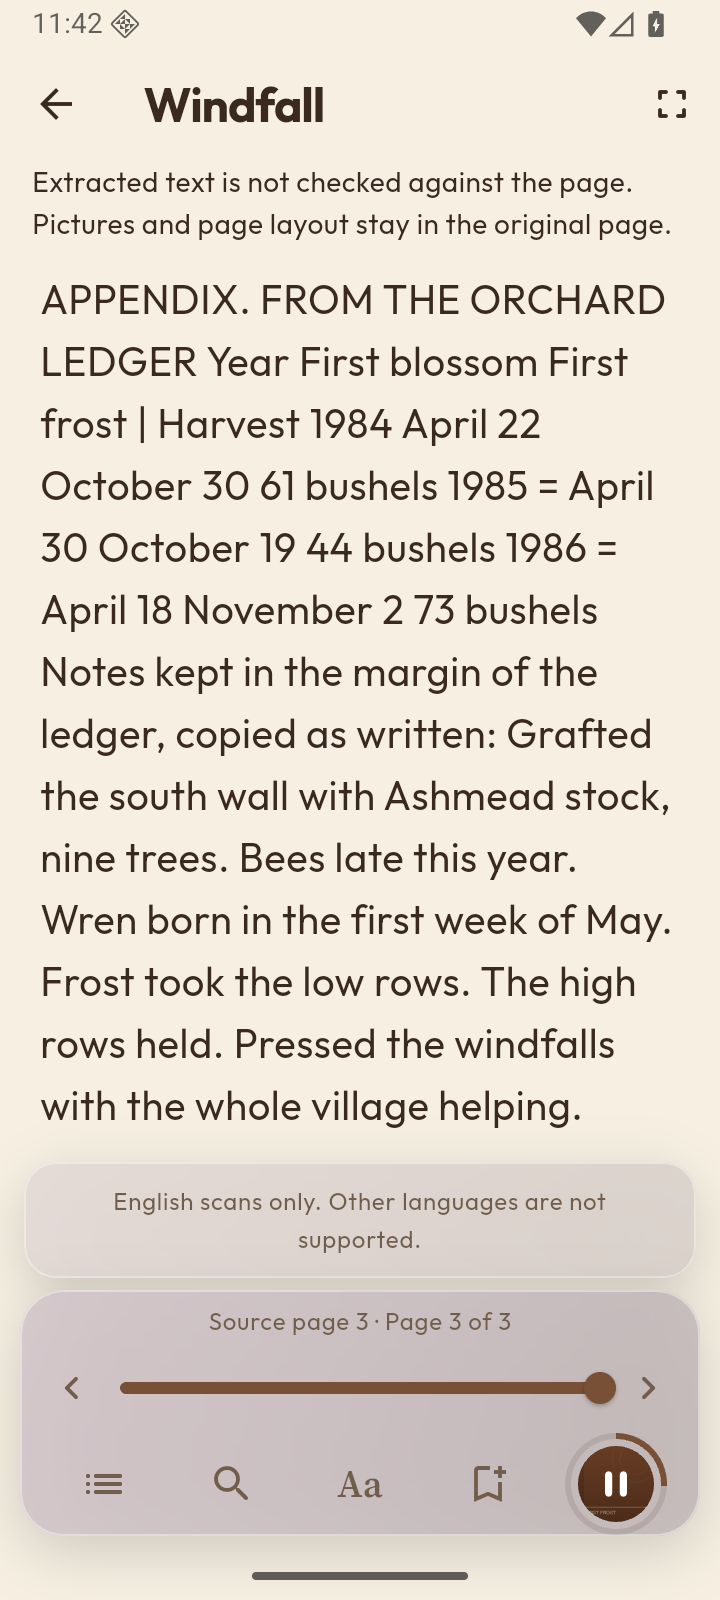 11:42
Windfall
Extracted text is not checked against the page.
Pictures and page layout stay in the original page.
APPENDIX. FROM THE ORCHARD
LEDGER Year First blossom First
frost | Harvest 1984 April 22
October 30 61 bushels 1985 = April
30 October 19 44 bushels 1986 =
April 18 November 2 73 bushels
Notes kept in the margin of the
ledger, copied as written: Grafted
the south wall with Ashmead stock,
nine trees. Bees late this year.
Wren born in the first week of May.
Frost took the low rows. The high
rows held. Pressed the windfalls
with the whole village helping.
English scans only. Other languages are not
supported.
Source page 3 · Page 3 of 3
Aa